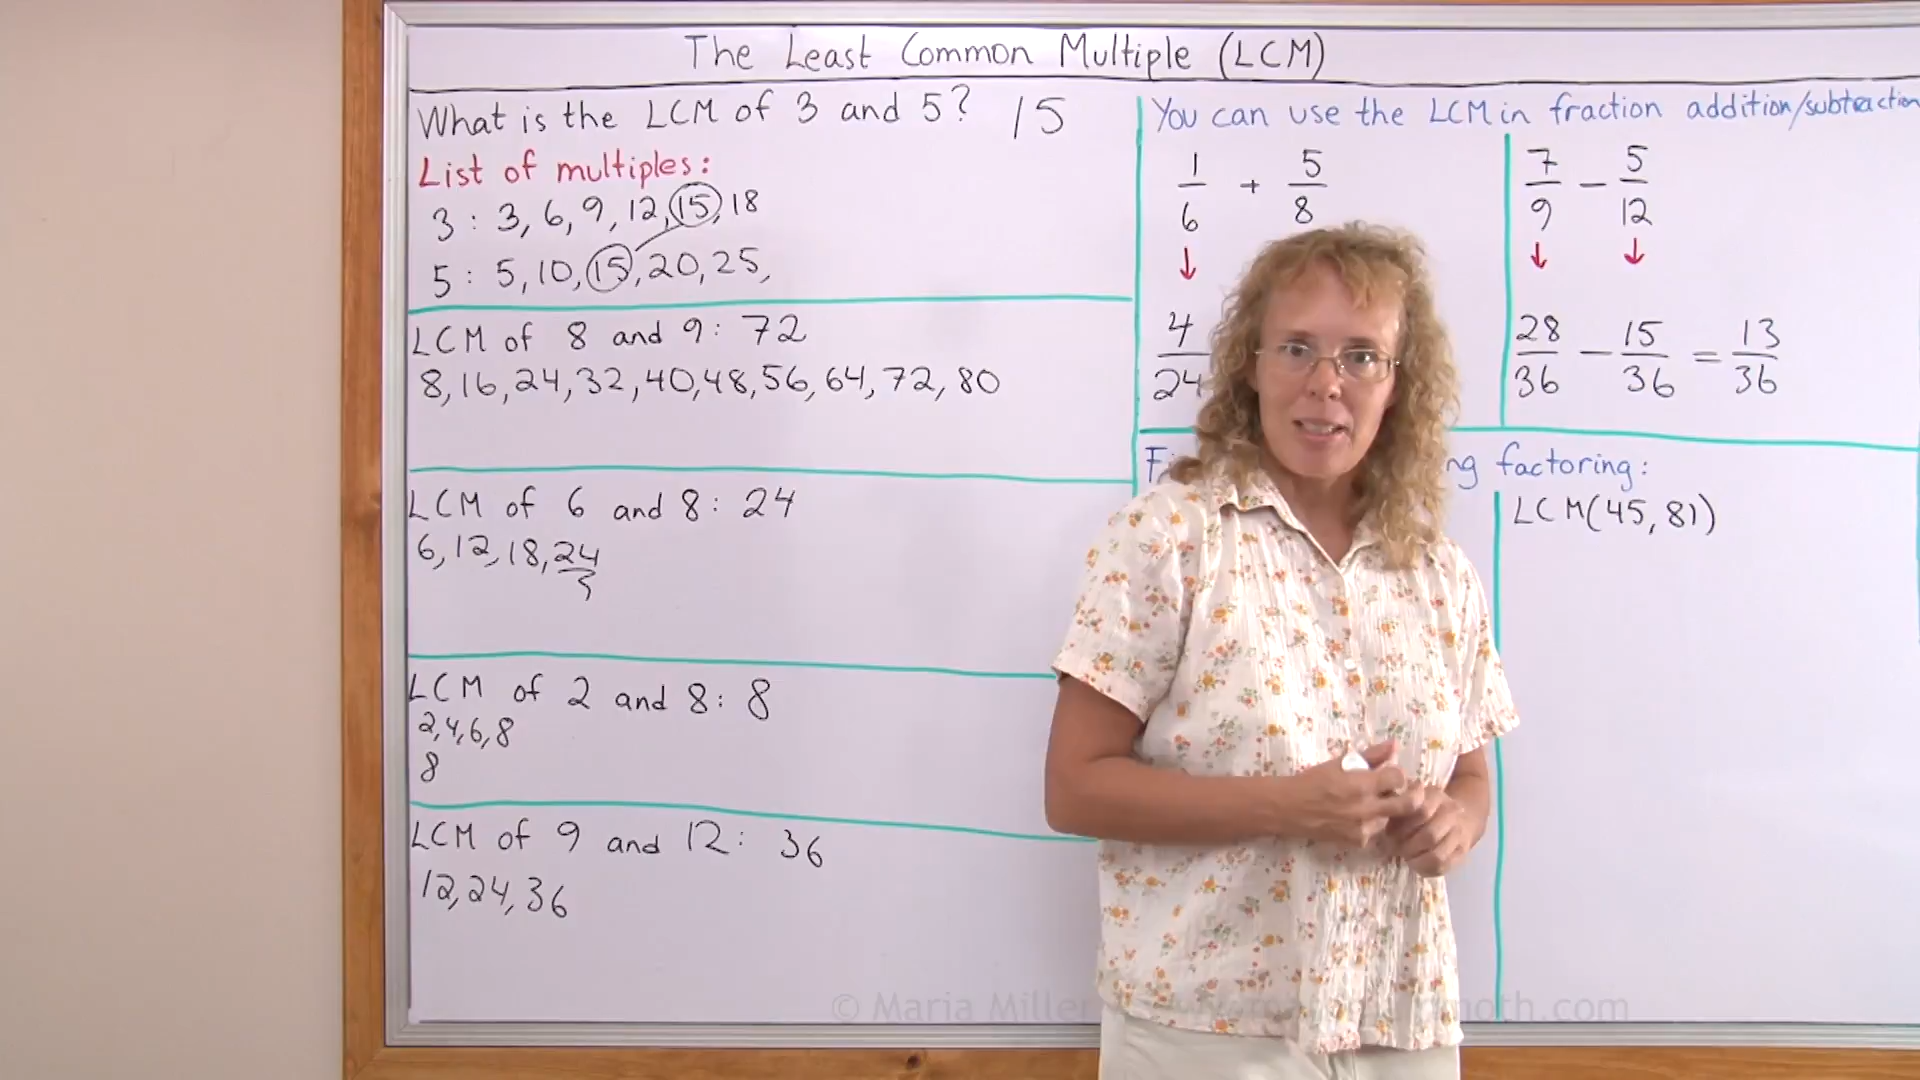 The Least Common Multiple (LCM)
What is the LCM of 3 and 5? 15
List of multiples:
3 : 3, 6, 9, 12, 15, 18
5 : 5, 10, 15, 20, 25,
LCM of 8 and 9: 72
8, 16, 24, 32, 40, 48, 56, 64, 72, 80
LCM of 6 and 8: 24
6, 12, 18, 24
LCM of 2 and 8: 8
2, 4, 6, 8
8
LCM of 9 and 12: 36
12, 24, 36
You can use the LCM in fraction addition/subtraction
1 + 5
6 8
4
24
7 - 5
9 12
28 - 15 = 13
36 36 36
factoring:
LCM(45, 81)
© Maria Miller